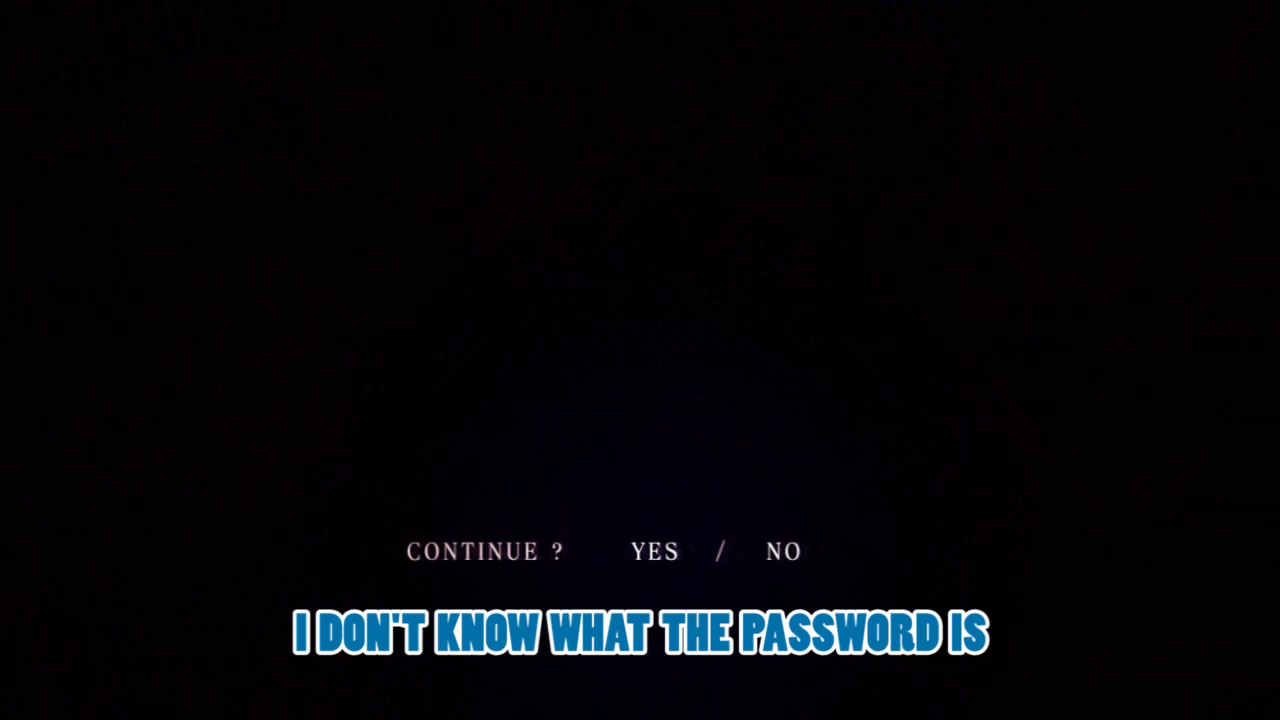 CONTINUE ? YES / NO
I DON'T KNOW WHAT THE PASSWORD IS